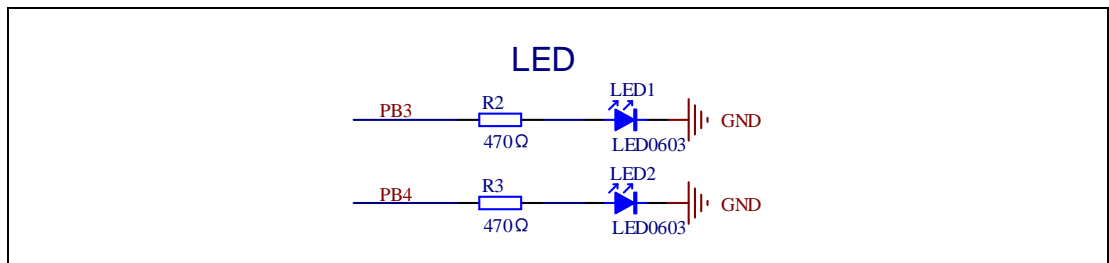 LED
LED1
R2
PB3
GND
470Ω
LED0603
LED2
R3
PB4
GND
470Ω
LED0603